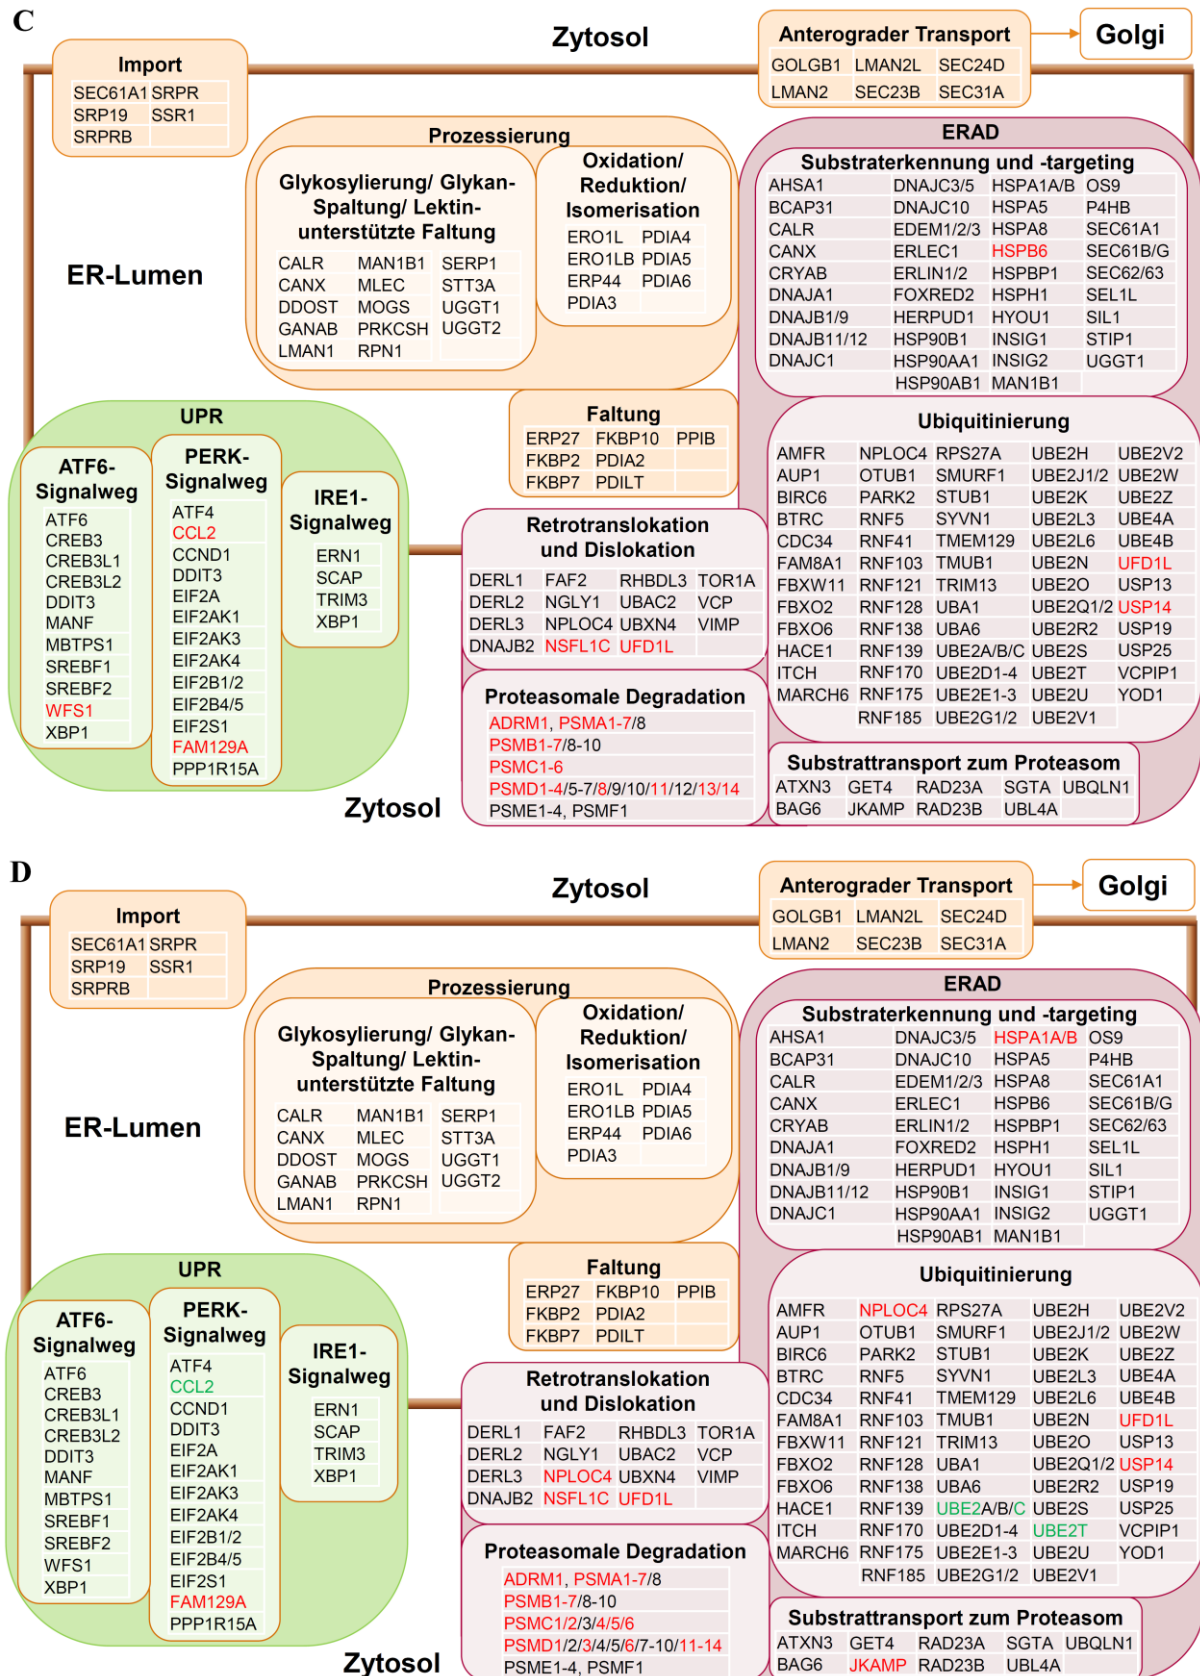 C
Zytosol
Anterograder Transport
Golgi
GOLGB1 LMAN2L SEC24D
LMAN2 SEC23B SEC31A
Import
SEC61A1 SRPR
SRP19 SSR1
SRPRB
Prozessierung
Glykosylierung/ Glykan-
Spaltung/ Lektin-
unterstützte Faltung
CALR MAN1B1 SERP1
CANX MLEC STT3A
DDOST MOGS UGGT1
GANAB PRKCSH UGGT2
LMAN1 RPN1
Oxidation/
Reduktion/
Isomerisation
ERO1L PDIA4
ERO1LB PDIA5
ERP44 PDIA6
PDIA3
ER-Lumen
ERAD
Substraterkennung und -targeting
AHSA1 DNAJC3/5 HSPA1A/B OS9
BCAP31 DNAJC10 HSPA5 P4HB
CALR EDEM1/2/3 HSPA8 SEC61A1
CANX ERLEC1 HSPB6 SEC61B/G
CRYAB ERLIN1/2 HSPBP1 SEC62/63
DNAJA1 FOXRED2 HSPH1 SEL1L
DNAJB1/9 HERPUD1 HYOU1 SIL1
DNAJB11/12 HSP90B1 INSIG1 STIP1
DNAJC1 HSP90AA1 INSIG2 UGGT1
HSP90AB1 MAN1B1
Faltung
ERP27 FKBP10 PPIB
FKBP2 PDIA2
FKBP7 PDILT
UPR
ATF6-
Signalweg
ATF6
CREB3
CREB3L1
CREB3L2
DDIT3
MANF
MBTPS1
SREBF1
SREBF2
WFS1
XBP1
PERK-
Signalweg
ATF4
CCL2
CCND1
DDIT3
EIF2A
EIF2AK1
EIF2AK3
EIF2AK4
EIF2B1/2
EIF2B4/5
EIF2S1
FAM129A
PPP1R15A
IRE1-
Signalweg
ERN1
SCAP
TRIM3
XBP1
Retrotranslokation
und Dislokation
DERL1 FAF2 RHBDL3 TOR1A
DERL2 NGLY1 UBAC2 VCP
DERL3 NPLOC4 UBXN4 VIMP
DNAJB2 NSFL1C UFD1L
Ubiquitinierung
AMFR NPLOC4 RPS27A UBE2H UBE2V2
AUP1 OTUB1 SMURF1 UBE2J1/2 UBE2W
BIRC6 PARK2 STUB1 UBE2K UBE2Z
BTRC RNF5 SYVN1 UBE2L3 UBE4A
CDC34 RNF41 TMEM129 UBE2L6 UBE4B
FAM8A1 RNF103 TMUB1 UBE2N UFD1L
FBXW11 RNF121 TRIM13 UBE2O USP13
FBXO2 RNF128 UBA1 UBE2Q1/2 USP14
FBXO6 RNF138 UBA6 UBE2R2 USP19
HACE1 RNF139 UBE2A/B/C UBE2S USP25
ITCH RNF170 UBE2D1-4 UBE2T VCPIP1
MARCH6 RNF175 UBE2E1-3 UBE2U YOD1
RNF185 UBE2G1/2 UBE2V1
Proteasomale Degradation
ADRM1, PSMA1-7/8
PSMB1-7/8-10
PSMC1-6
PSMD1-4/5-7/8/9/10/11/12/13/14
PSME1-4, PSMF1
Substrattransport zum Proteasom
ATXN3 GET4 RAD23A SGTA UBQLN1
BAG6 JKAMP RAD23B UBL4A
Zytosol
D
Zytosol
Anterograder Transport
Golgi
GOLGB1 LMAN2L SEC24D
LMAN2 SEC23B SEC31A
Import
SEC61A1 SRPR
SRP19 SSR1
SRPRB
Prozessierung
Glykosylierung/ Glykan-
Spaltung/ Lektin-
unterstützte Faltung
CALR MAN1B1 SERP1
CANX MLEC STT3A
DDOST MOGS UGGT1
GANAB PRKCSH UGGT2
LMAN1 RPN1
Oxidation/
Reduktion/
Isomerisation
ERO1L PDIA4
ERO1LB PDIA5
ERP44 PDIA6
PDIA3
ER-Lumen
ERAD
Substraterkennung und -targeting
AHSA1 DNAJC3/5 HSPA1A/B OS9
BCAP31 DNAJC10 HSPA5 P4HB
CALR EDEM1/2/3 HSPA8 SEC61A1
CANX ERLEC1 HSPB6 SEC61B/G
CRYAB ERLIN1/2 HSPBP1 SEC62/63
DNAJA1 FOXRED2 HSPH1 SEL1L
DNAJB1/9 HERPUD1 HYOU1 SIL1
DNAJB11/12 HSP90B1 INSIG1 STIP1
DNAJC1 HSP90AA1 INSIG2 UGGT1
HSP90AB1 MAN1B1
Faltung
ERP27 FKBP10 PPIB
FKBP2 PDIA2
FKBP7 PDILT
UPR
ATF6-
Signalweg
ATF6
CREB3
CREB3L1
CREB3L2
DDIT3
MANF
MBTPS1
SREBF1
SREBF2
WFS1
XBP1
PERK-
Signalweg
ATF4
CCL2
CCND1
DDIT3
EIF2A
EIF2AK1
EIF2AK3
EIF2AK4
EIF2B1/2
EIF2B4/5
EIF2S1
FAM129A
PPP1R15A
IRE1-
Signalweg
ERN1
SCAP
TRIM3
XBP1
Retrotranslokation
und Dislokation
DERL1 FAF2 RHBDL3 TOR1A
DERL2 NGLY1 UBAC2 VCP
DERL3 NPLOC4 UBXN4 VIMP
DNAJB2 NSFL1C UFD1L
Ubiquitinierung
AMFR NPLOC4 RPS27A UBE2H UBE2V2
AUP1 OTUB1 SMURF1 UBE2J1/2 UBE2W
BIRC6 PARK2 STUB1 UBE2K UBE2Z
BTRC RNF5 SYVN1 UBE2L3 UBE4A
CDC34 RNF41 TMEM129 UBE2L6 UBE4B
FAM8A1 RNF103 TMUB1 UBE2N UFD1L
FBXW11 RNF121 TRIM13 UBE2O USP13
FBXO2 RNF128 UBA1 UBE2Q1/2 USP14
FBXO6 RNF138 UBA6 UBE2R2 USP19
HACE1 RNF139 UBE2A/B/C UBE2S USP25
ITCH RNF170 UBE2D1-4 UBE2T VCPIP1
MARCH6 RNF175 UBE2E1-3 UBE2U YOD1
RNF185 UBE2G1/2 UBE2V1
Proteasomale Degradation
ADRM1, PSMA1-7/8
PSMB1-7/8-10
PSMC1/2/3/4/5/6
PSMD1/2/3/4/5/6/7-10/11-14
PSME1-4, PSMF1
Substrattransport zum Proteasom
ATXN3 GET4 RAD23A SGTA UBQLN1
BAG6 JKAMP RAD23B UBL4A
Zytosol